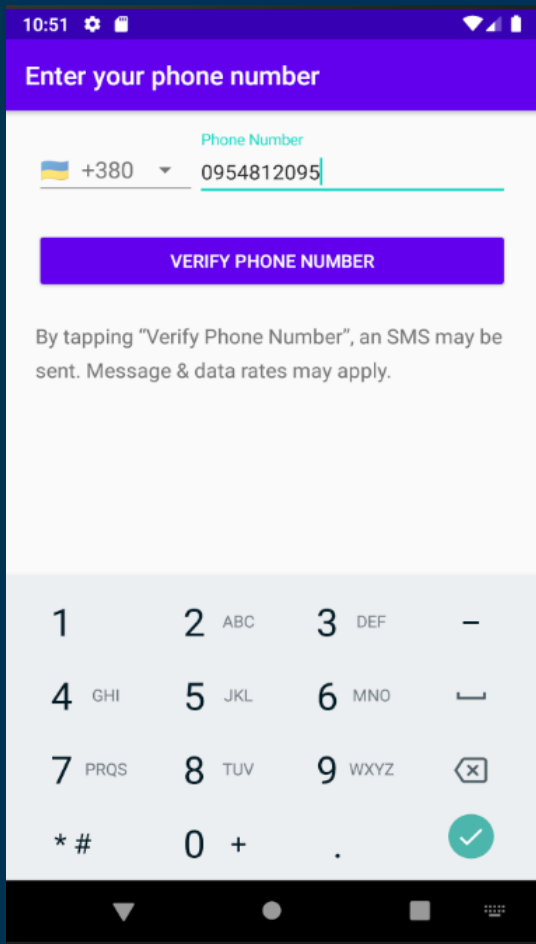 10:51
Enter your phone number
Phone Number
+380 0954812095
VERIFY PHONE NUMBER
By tapping “Verify Phone Number”, an SMS may be
sent. Message & data rates may apply.
1 2 ABC 3 DEF –
4 GHI 5 JKL 6 MNO
7 PRQS 8 TUV 9 WXYZ
* # 0 + .